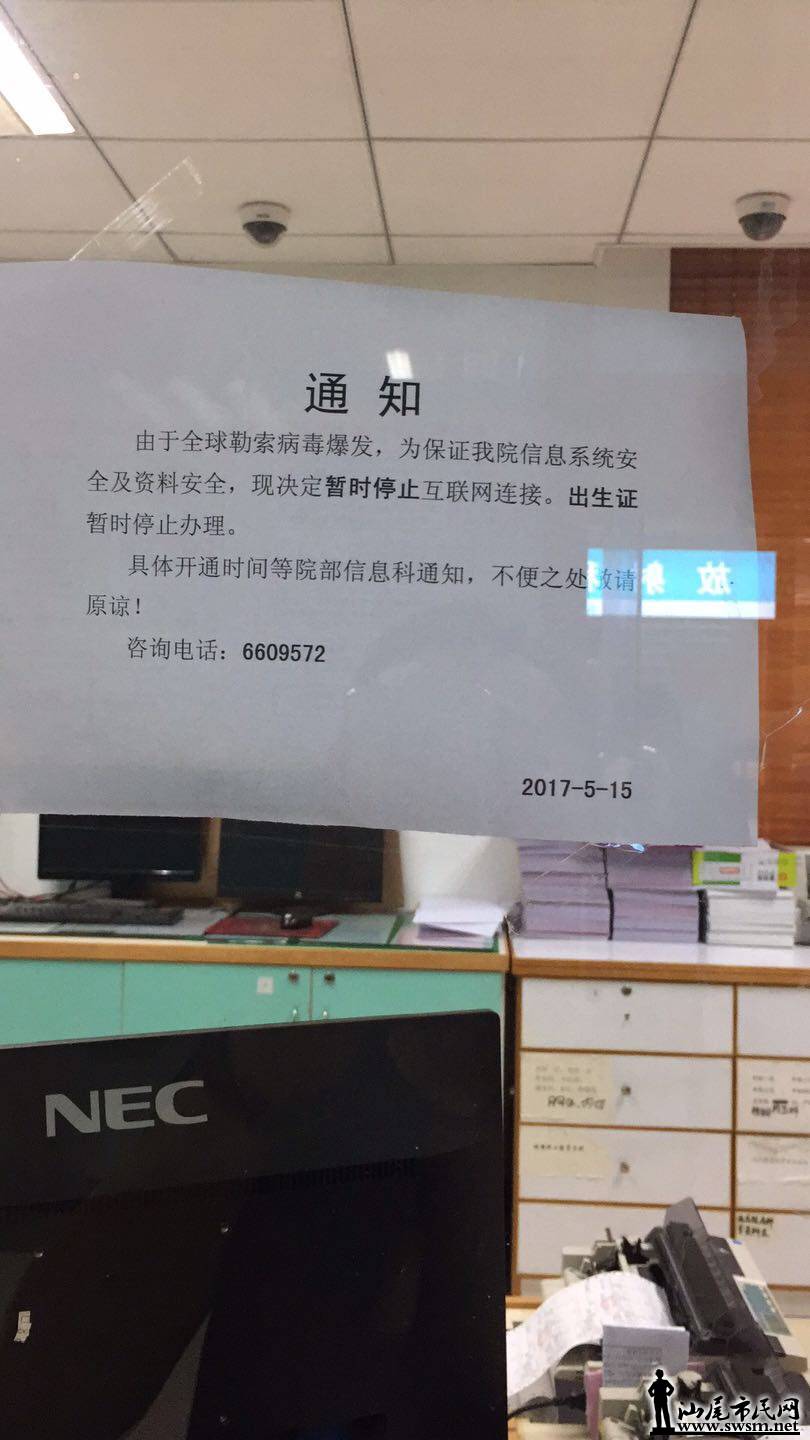 通 知
由于全球勒索病毒爆发，为保证我院信息系统安
全及资料安全，现决定暂时停止互联网连接。出生证
暂时停止办理。
具体开通时间等院部信息科通知，不便之处敬请
原谅！
咨询电话：6609572
2017-5-15
放射
NEC
汕尾市民网
www.swsm.net